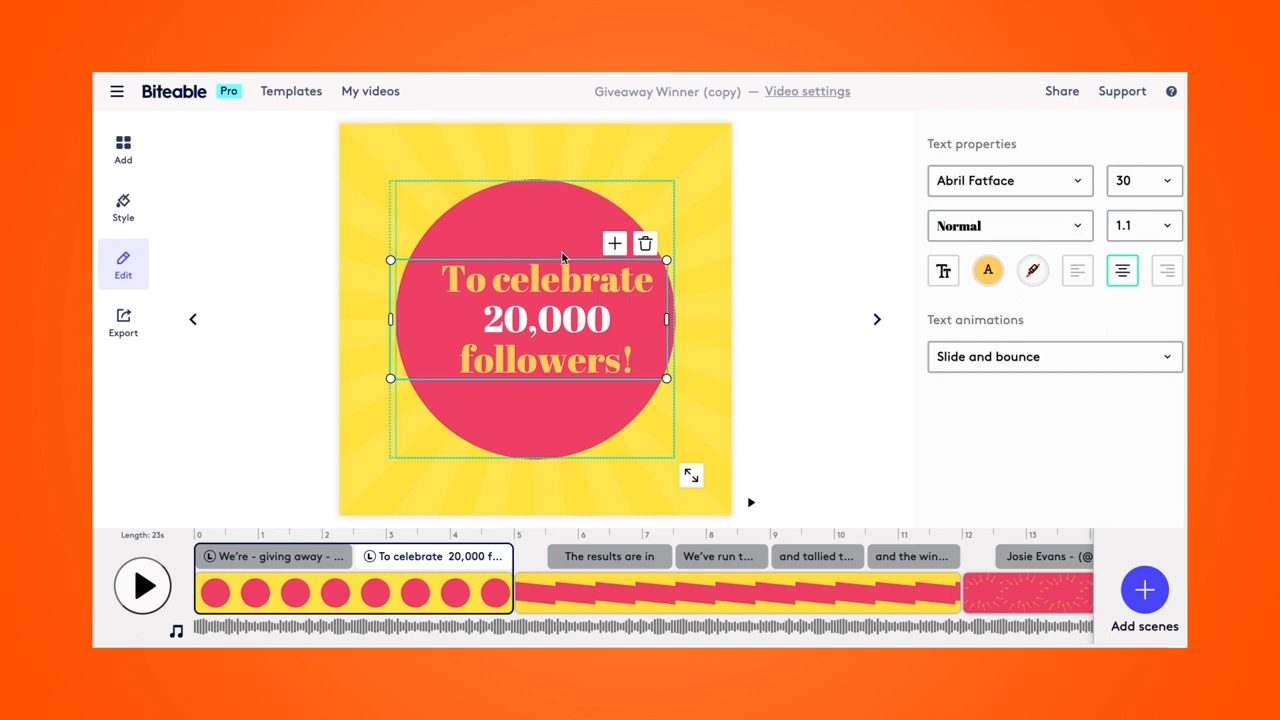 Biteable Pro Templates My videos Giveaway Winner (copy) — Video settings Share Support ?
Add
Style
Edit
Export
To celebrate
20,000
followers!
Text properties
Abril Fatface 30
Normal 1.1
TT A
Text animations
Slide and bounce
Length: 23s 0 1 2 3 4 5 6 7 8 9 10 11 12 13
L We're - giving away - ... L To celebrate 20,000 f... The results are in We've run t... and tallied t... and the win... Josie Evans - (@
Add scenes